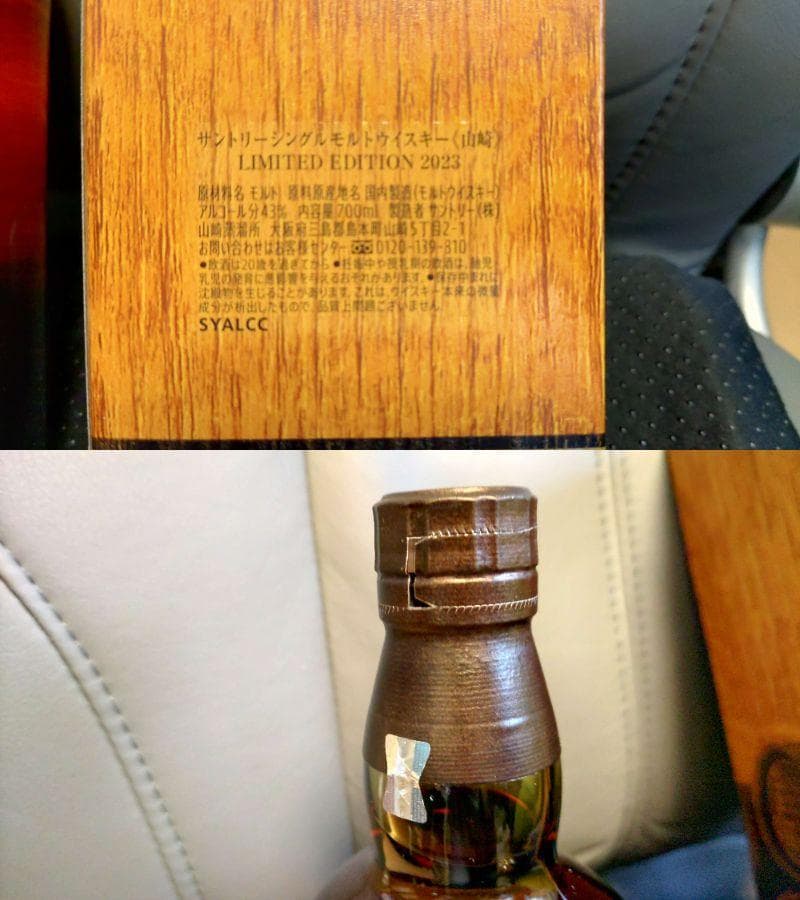 サントリーシングルモルトウイスキー《山崎》
LIMITED EDITION 2023
原材料名 モルト 原料原産地名 国内製造(モルトウイスキー)
アルコール分43% 内容量700ml 製造者 サントリー(株)
山崎蒸溜所 大阪府三島郡島本町山崎5丁目2-1
お問い合わせはお客様センター 0120-139-310
●飲酒は20歳を過ぎてから ●妊娠中や授乳期の飲酒は、胎児・
乳児の発育に悪影響を与えるおそれがあります。●保存中まれに
沈殿物を生じることがあります。それは、ウイスキー本来の微量
成分が析出したもので、品質上問題ございません。
SYALCC